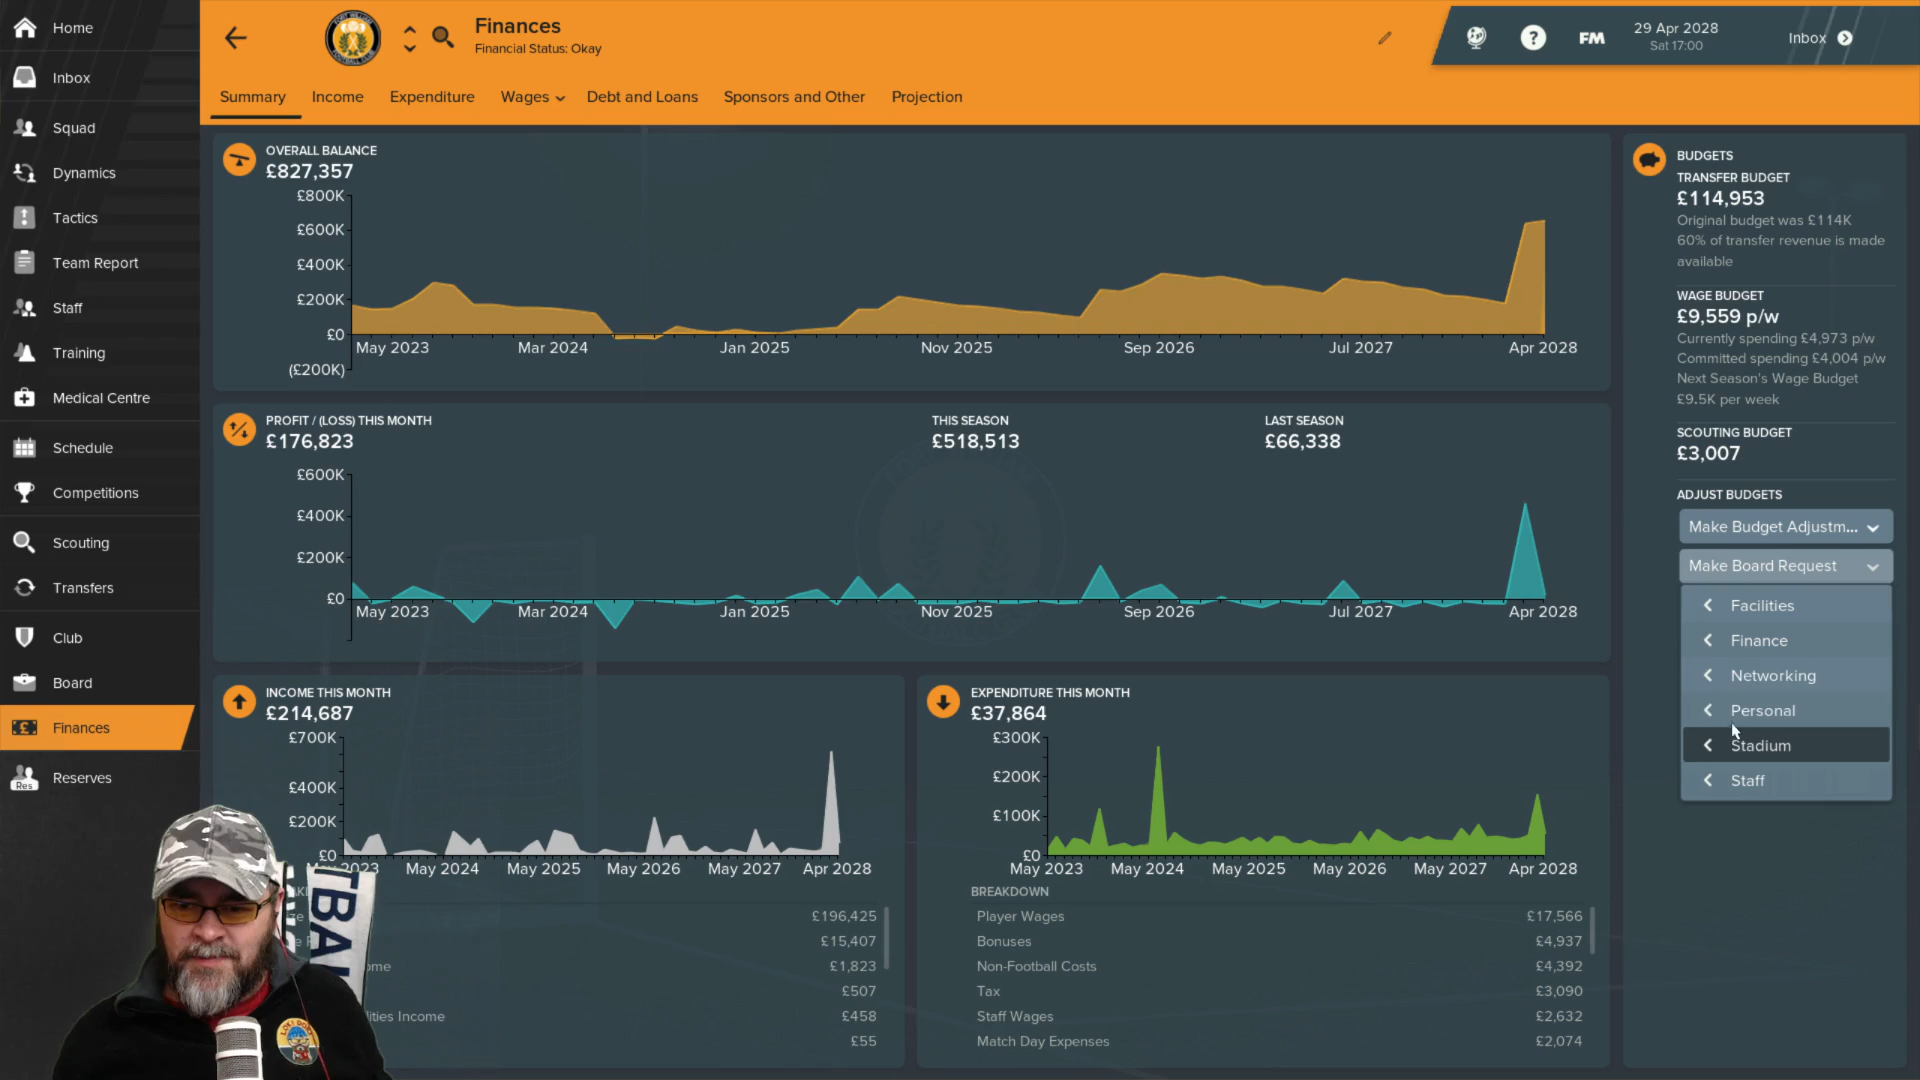 Home
Inbox
Squad
Dynamics
Tactics
Team Report
Staff
Training
Medical Centre
Schedule
Competitions
Scouting
Transfers
Club
Board
Finances
Reserves
Res
Finances
Financial Status: Okay
FM
29 Apr 2028
Sat 17:00
Inbox
Summary
Income
Expenditure
Wages
Debt and Loans
Sponsors and Other
Projection
OVERALL BALANCE
£827,357
£800K
£600K
£400K
£200K
£0
(£200K)
May 2023
Mar 2024
Jan 2025
Nov 2025
Sep 2026
Jul 2027
Apr 2028
PROFIT / (LOSS) THIS MONTH
£176,823
THIS SEASON
£518,513
LAST SEASON
£66,338
£600K
£400K
£200K
£0
May 2023
Mar 2024
Jan 2025
Nov 2025
Sep 2026
Jul 2027
Apr 2028
INCOME THIS MONTH
£214,687
£700K
£400K
£200K
£0
May 2023
May 2024
May 2025
May 2026
May 2027
Apr 2028
£196,425
£15,407
£1,823
£507
£458
£55
EXPENDITURE THIS MONTH
£37,864
£300K
£200K
£100K
£0
May 2023
May 2024
May 2025
May 2026
May 2027
Apr 2028
BREAKDOWN
Player Wages £17,566
Bonuses £4,937
Non-Football Costs £4,392
Tax £3,090
Staff Wages £2,632
Match Day Expenses £2,074
BUDGETS
TRANSFER BUDGET
£114,953
Original budget was £114K
60% of transfer revenue is made
available
WAGE BUDGET
£9,559 p/w
Currently spending £4,973 p/w
Committed spending £4,004 p/w
Next Season's Wage Budget
£9.5K per week
SCOUTING BUDGET
£3,007
ADJUST BUDGETS
Make Budget Adjustm...
Make Board Request
Facilities
Finance
Networking
Personal
Stadium
Staff